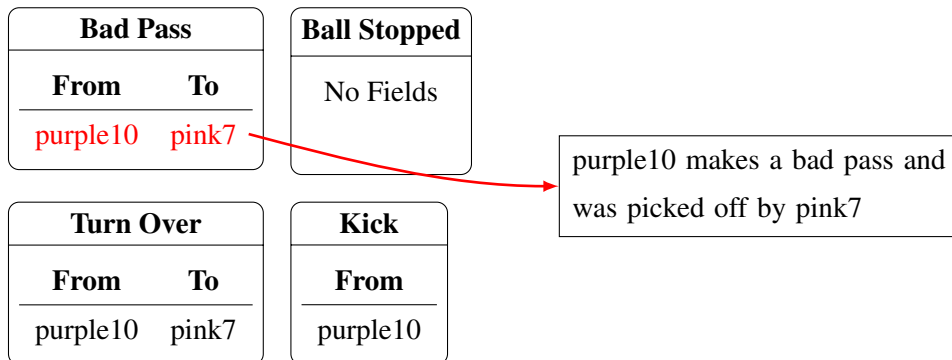 Bad Pass
From To
purple10 pink7
Ball Stopped
No Fields
purple10 makes a bad pass and
was picked off by pink7
Turn Over
From To
purple10 pink7
Kick
From
purple10